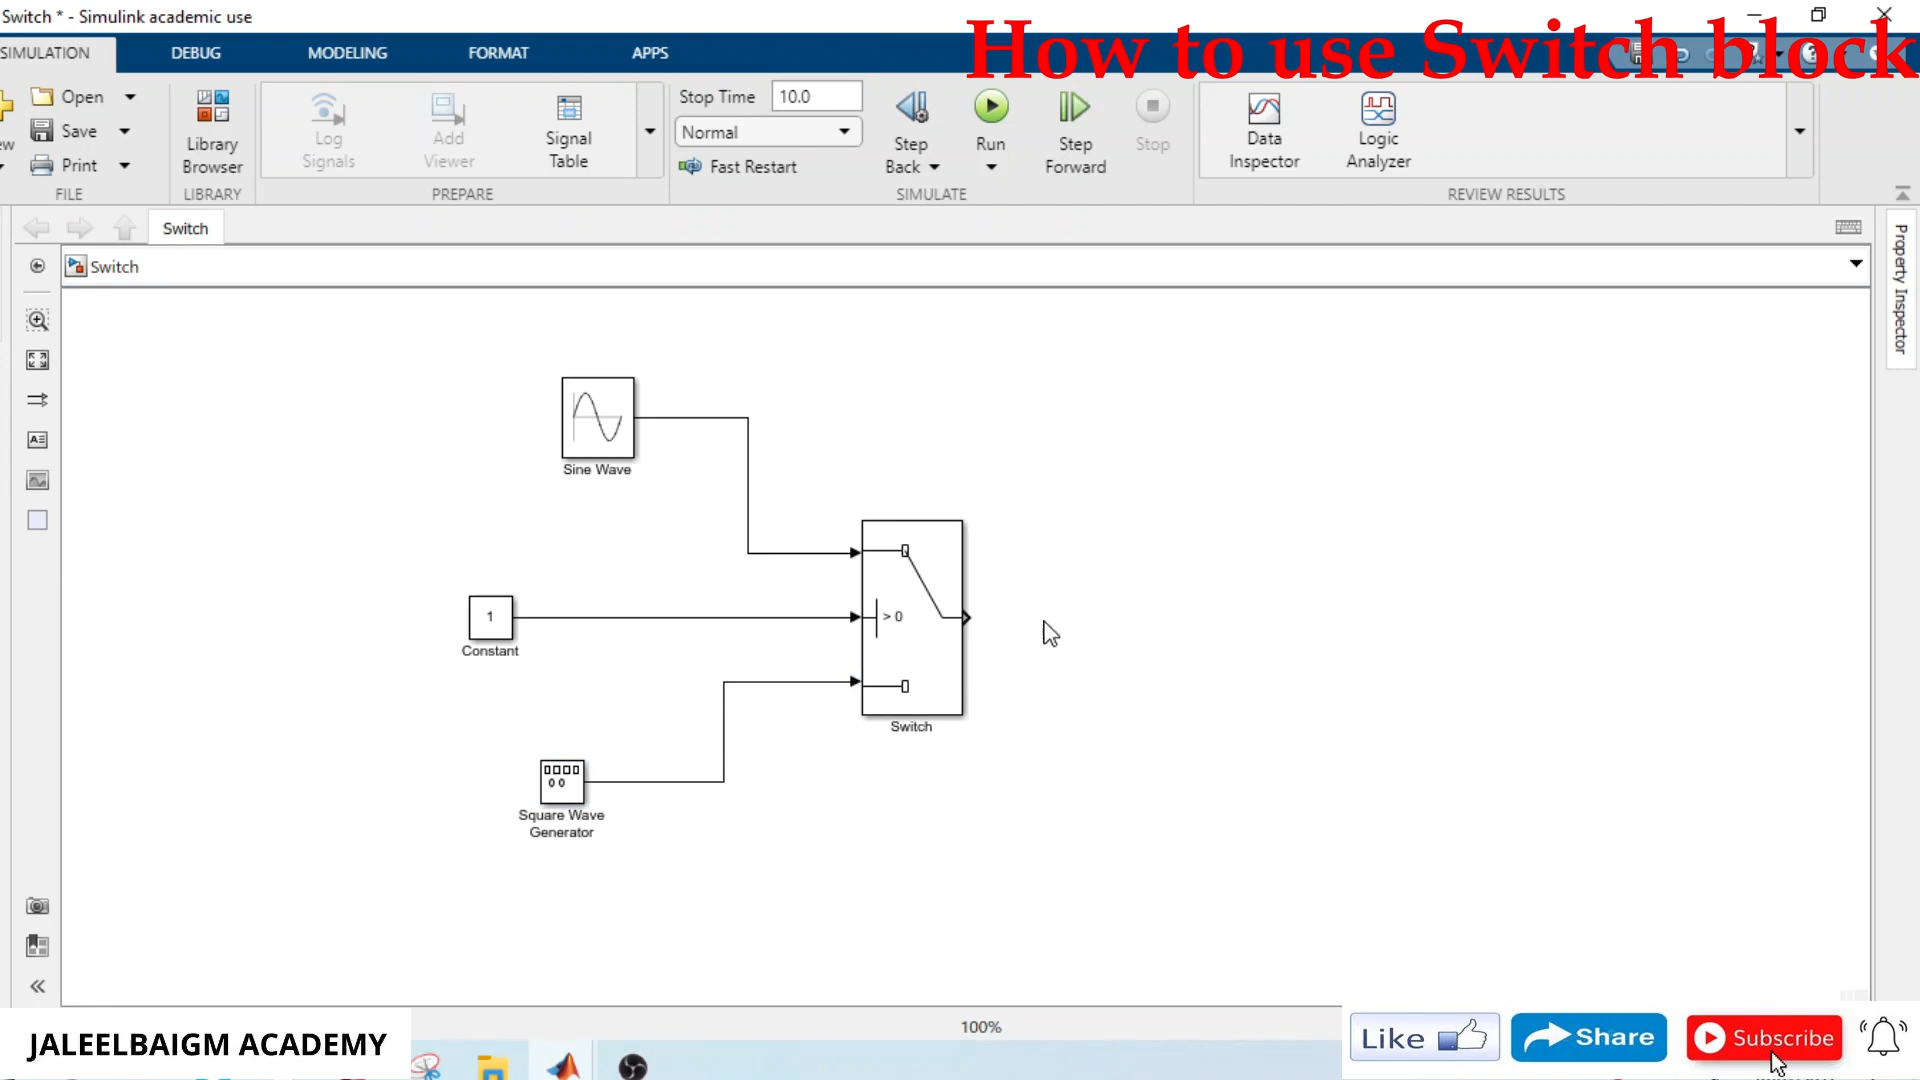 Switch * - Simulink academic use
How to use Switch block
SIMULATION DEBUG MODELING FORMAT APPS
Open
Save
Print
FILE
Library
Browser
LIBRARY
Log
Signals
Add
Viewer
Signal
Table
PREPARE
Stop Time 10.0
Normal
Fast Restart
Step
Back
Run
Step
Forward
Stop
SIMULATE
Data
Inspector
Logic
Analyzer
REVIEW RESULTS
Switch
Switch
Property Inspector
Sine Wave
1
Constant
> 0
Switch
Square Wave
Generator
100%
JALEELBAIGM ACADEMY
Like
Share
Subscribe